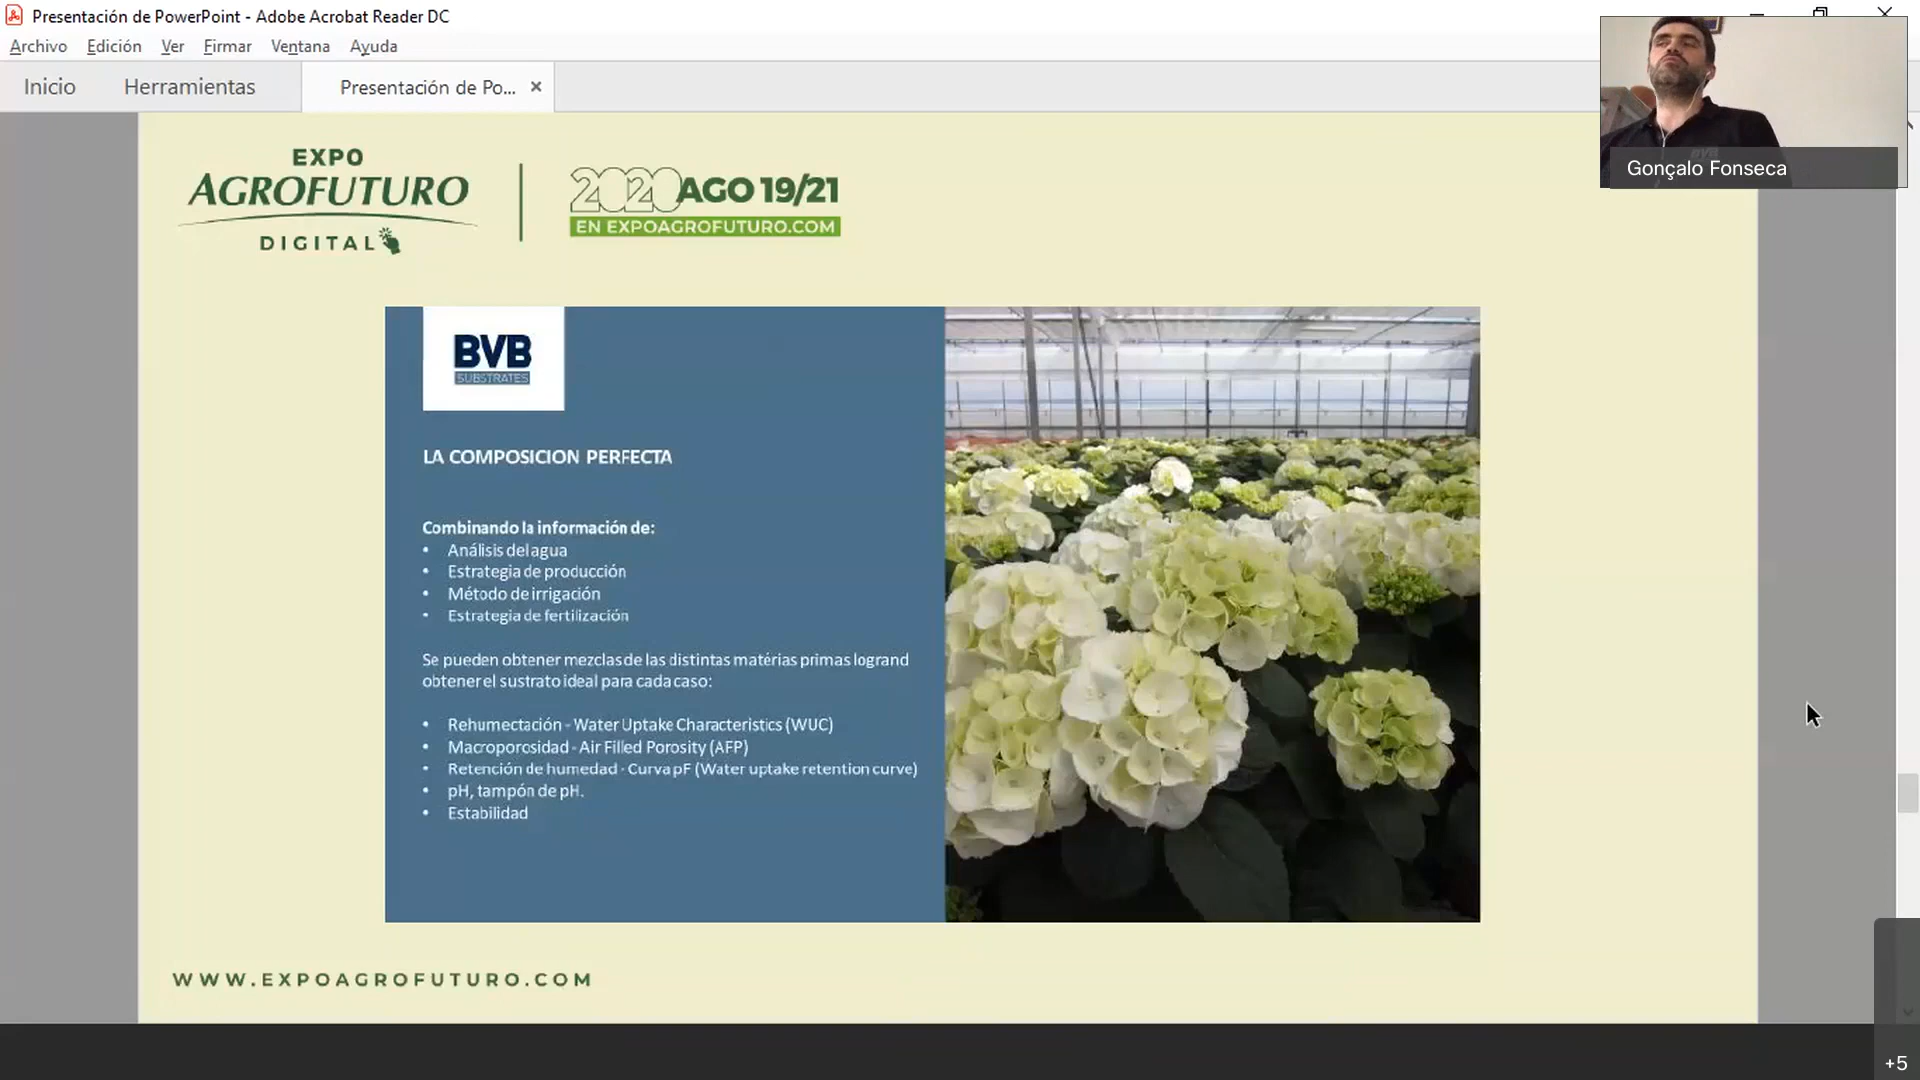 Presentación de PowerPoint - Adobe Acrobat Reader DC
Archivo Edición Ver Firmar Ventana Ayuda
Inicio Herramientas Presentación de Po... ×
Gonçalo Fonseca
EXPO
AGROFUTURO
DIGITAL
2020 AGO 19/21
EN EXPOAGROFUTURO.COM
BVB
SUBSTRATES
LA COMPOSICION PERFECTA
Combinando la información de:
• Análisis del agua
• Estrategia de producción
• Método de irrigación
• Estrategia de fertilización
Se pueden obtener mezclas de las distintas matérias primas logrand
obtener el sustrato ideal para cada caso:
• Rehumectación - Water Uptake Characteristics (WUC)
• Macroporosidad - Air Filled Porosity (AFP)
• Retención de humedad - Curva pF (Water uptake retention curve)
• pH, tampón de pH.
• Estabilidad
WWW.EXPOAGROFUTURO.COM
+5